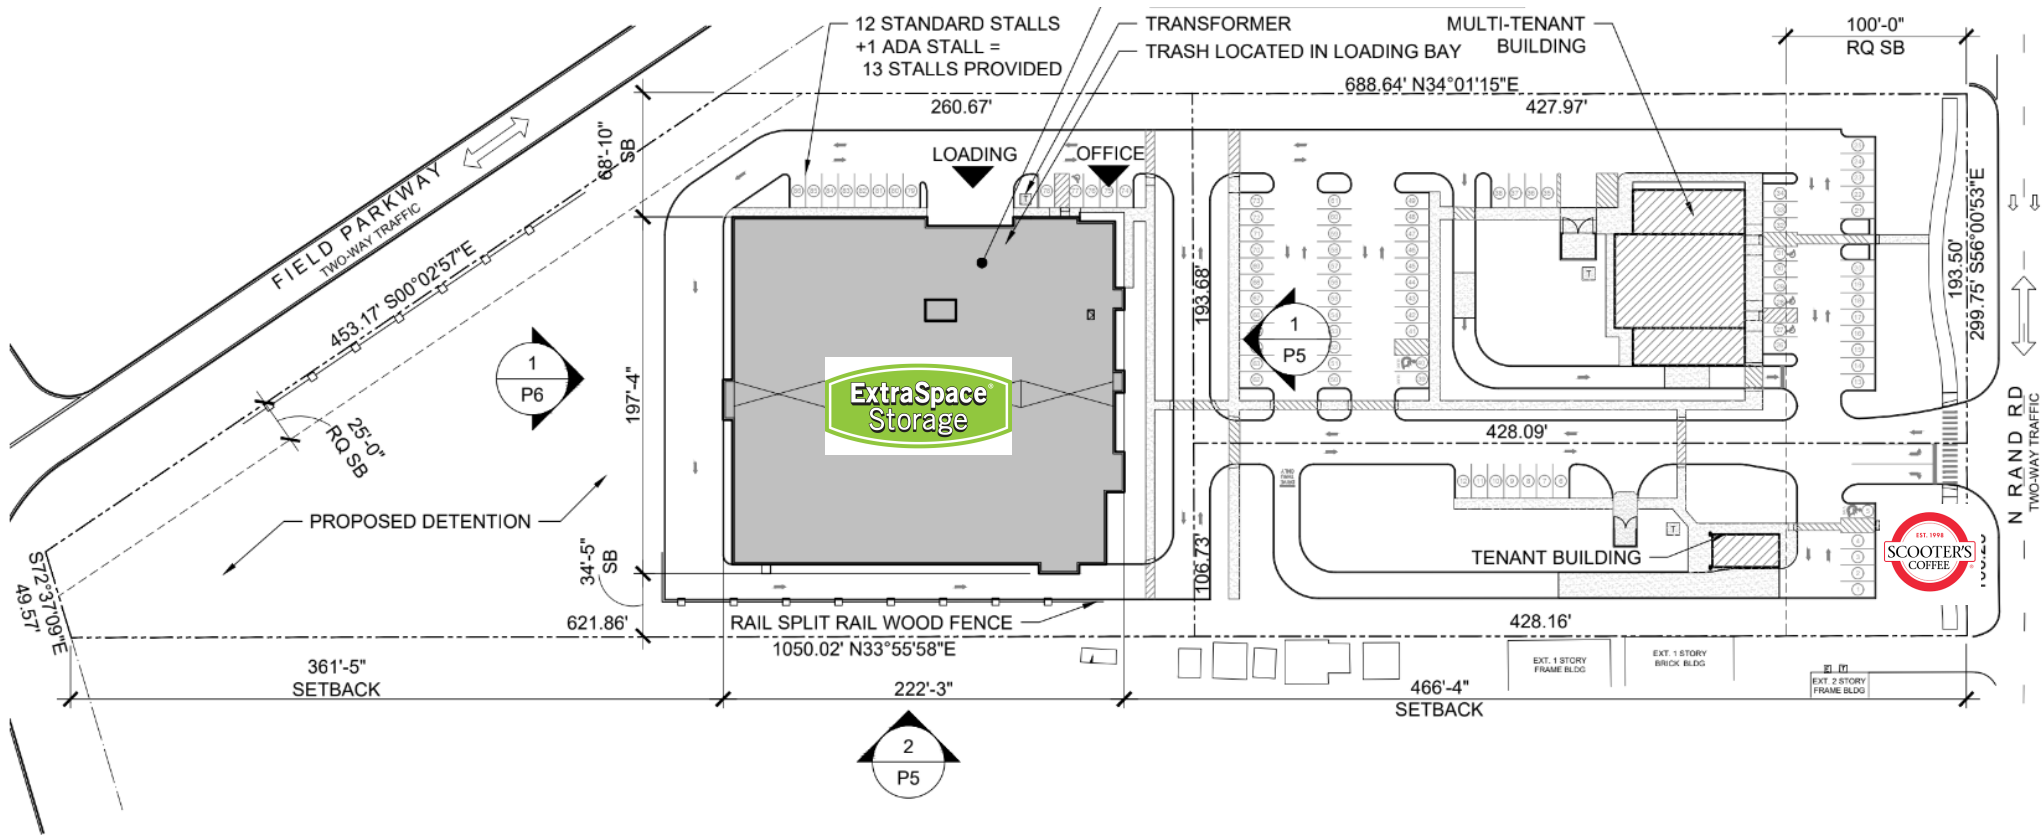 12 STANDARD STALLS
+1 ADA STALL =
13 STALLS PROVIDED
TRANSFORMER
TRASH LOCATED IN LOADING BAY
MULTI-TENANT
BUILDING
100'-0"
RQ SB
688.64' N34°01'15"E
260.67'
427.97'
68'-10"
SB
LOADING
OFFICE
FIELD PARKWAY
TWO-WAY TRAFFIC
453.17' S00°02'57"E
25'-0"
RQ SB
1
P6
197'-4"
ExtraSpace
Storage
193.68'
1
P5
193.50'
299.75' S56°00'53"E
N RAND RD
TWO-WAY TRAFFIC
428.09'
PROPOSED DETENTION
34'-5"
SB
106.73'
TENANT BUILDING
EST. 1998
SCOOTER'S
COFFEE
S72°37'09"E
49.57'
621.86'
RAIL SPLIT RAIL WOOD FENCE
1050.02' N33°55'58"E
428.16'
EXT. 1 STORY
FRAME BLDG
EXT. 1 STORY
BRICK BLDG
EXT. 2 STORY
FRAME BLDG
361'-5"
SETBACK
222'-3"
466'-4"
SETBACK
2
P5